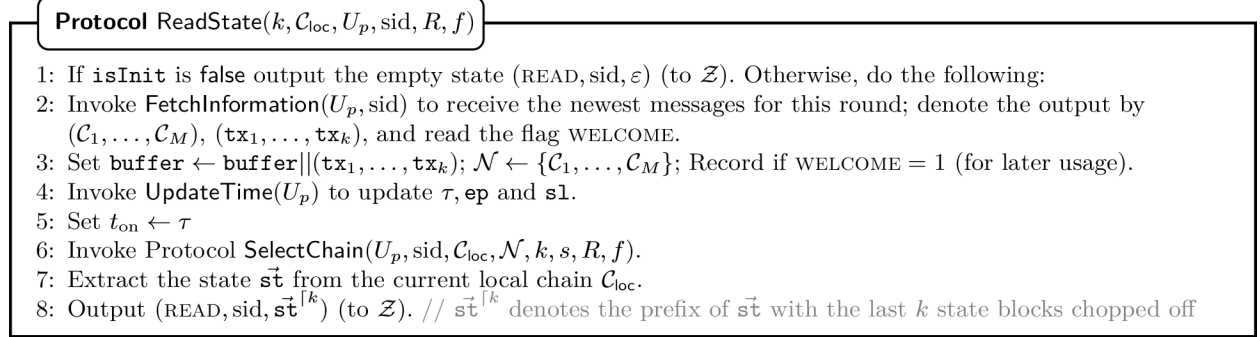 Protocol ReadState(k, 𝒞_loc, U_p, sid, R, f)
1: If isInit is false output the empty state (READ, sid, ε) (to 𝒵). Otherwise, do the following:
2: Invoke FetchInformation(U_p, sid) to receive the newest messages for this round; denote the output by
(𝒞_1, …, 𝒞_M), (tx_1, …, tx_k), and read the flag WELCOME.
3: Set buffer ← buffer||(tx_1, …, tx_k); 𝒩 ← {𝒞_1, …, 𝒞_M}; Record if WELCOME = 1 (for later usage).
4: Invoke UpdateTime(U_p) to update τ, ep and sl.
5: Set t_on ← τ
6: Invoke Protocol SelectChain(U_p, sid, 𝒞_loc, 𝒩, k, s, R, f).
7: Extract the state s⃗t from the current local chain 𝒞_loc.
8: Output (READ, sid, s⃗t^⌈k) (to 𝒵). // s⃗t^⌈k denotes the prefix of s⃗t with the last k state blocks chopped off